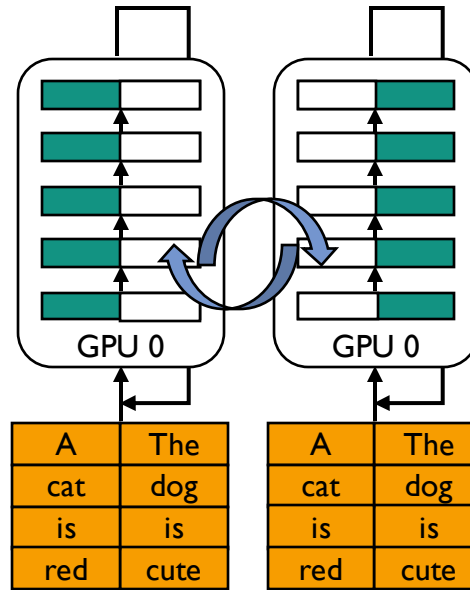 GPU 0
GPU 0
A The
cat dog
is is
red cute
A The
cat dog
is is
red cute